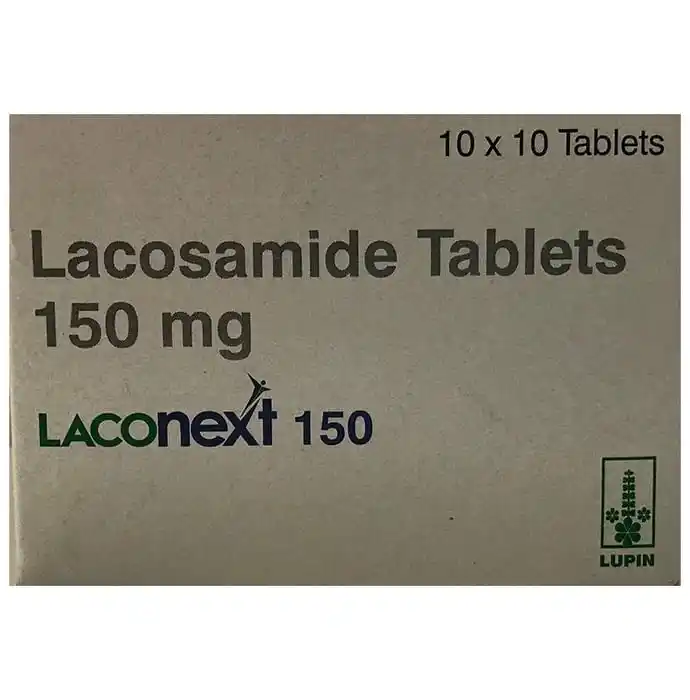 10 x 10 Tablets
Lacosamide Tablets
150 mg
LACOnext 150
LUPIN